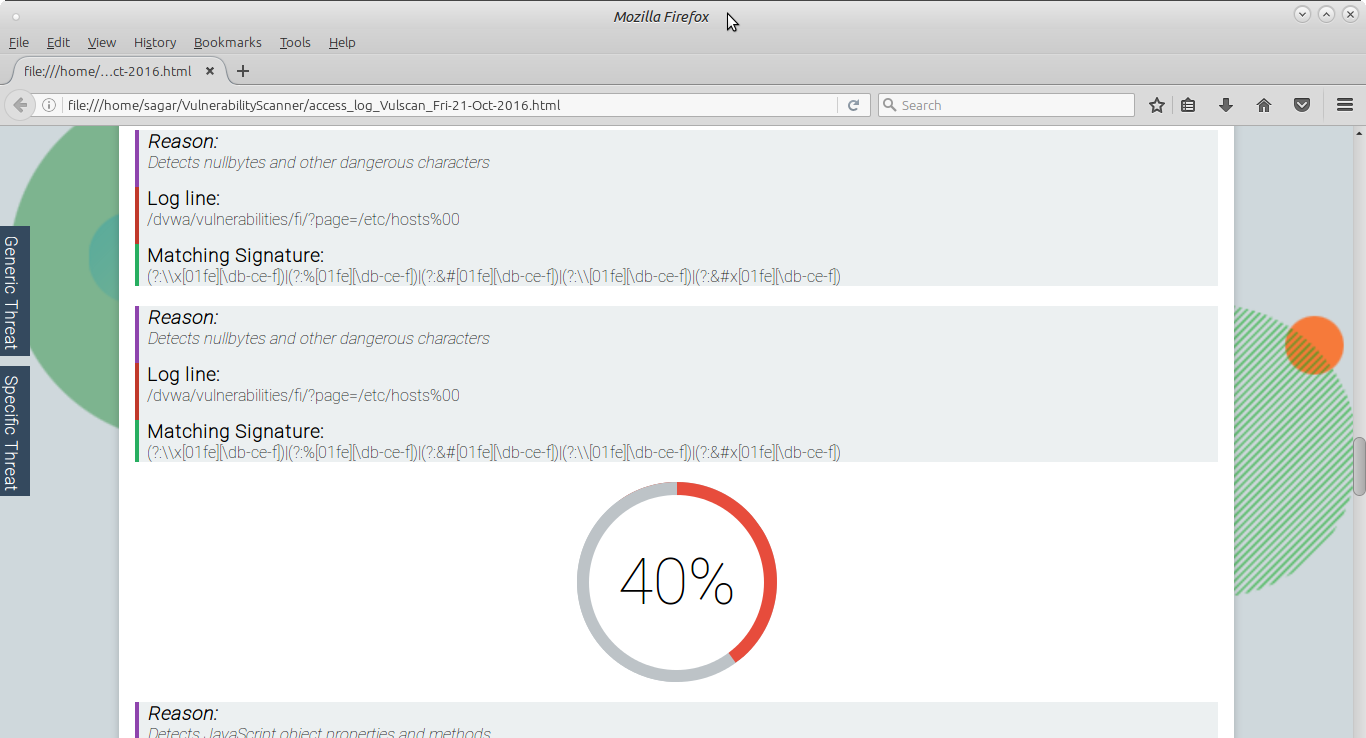 Mozilla Firefox
File Edit View History Bookmarks Tools Help
file:///home/...ct-2016.html
file:///home/sagar/VulnerabilityScanner/access_log_Vulscan_Fri-21-Oct-2016.html
Search
Generic Threat
Specific Threat
Reason:
Detects nullbytes and other dangerous characters
Log line:
/dvwa/vulnerabilities/fi/?page=/etc/hosts%00
Matching Signature:
(?:\\x[01fe][\db-ce-f])|(?:%[01fe][\db-ce-f])|(?:&#[01fe][\db-ce-f])|(?:\\[01fe][\db-ce-f])|(?:&#x[01fe][\db-ce-f])
Reason:
Detects nullbytes and other dangerous characters
Log line:
/dvwa/vulnerabilities/fi/?page=/etc/hosts%00
Matching Signature:
(?:\\x[01fe][\db-ce-f])|(?:%[01fe][\db-ce-f])|(?:&#[01fe][\db-ce-f])|(?:\\[01fe][\db-ce-f])|(?:&#x[01fe][\db-ce-f])
40%
Reason:
Detects JavaScript object properties and methods